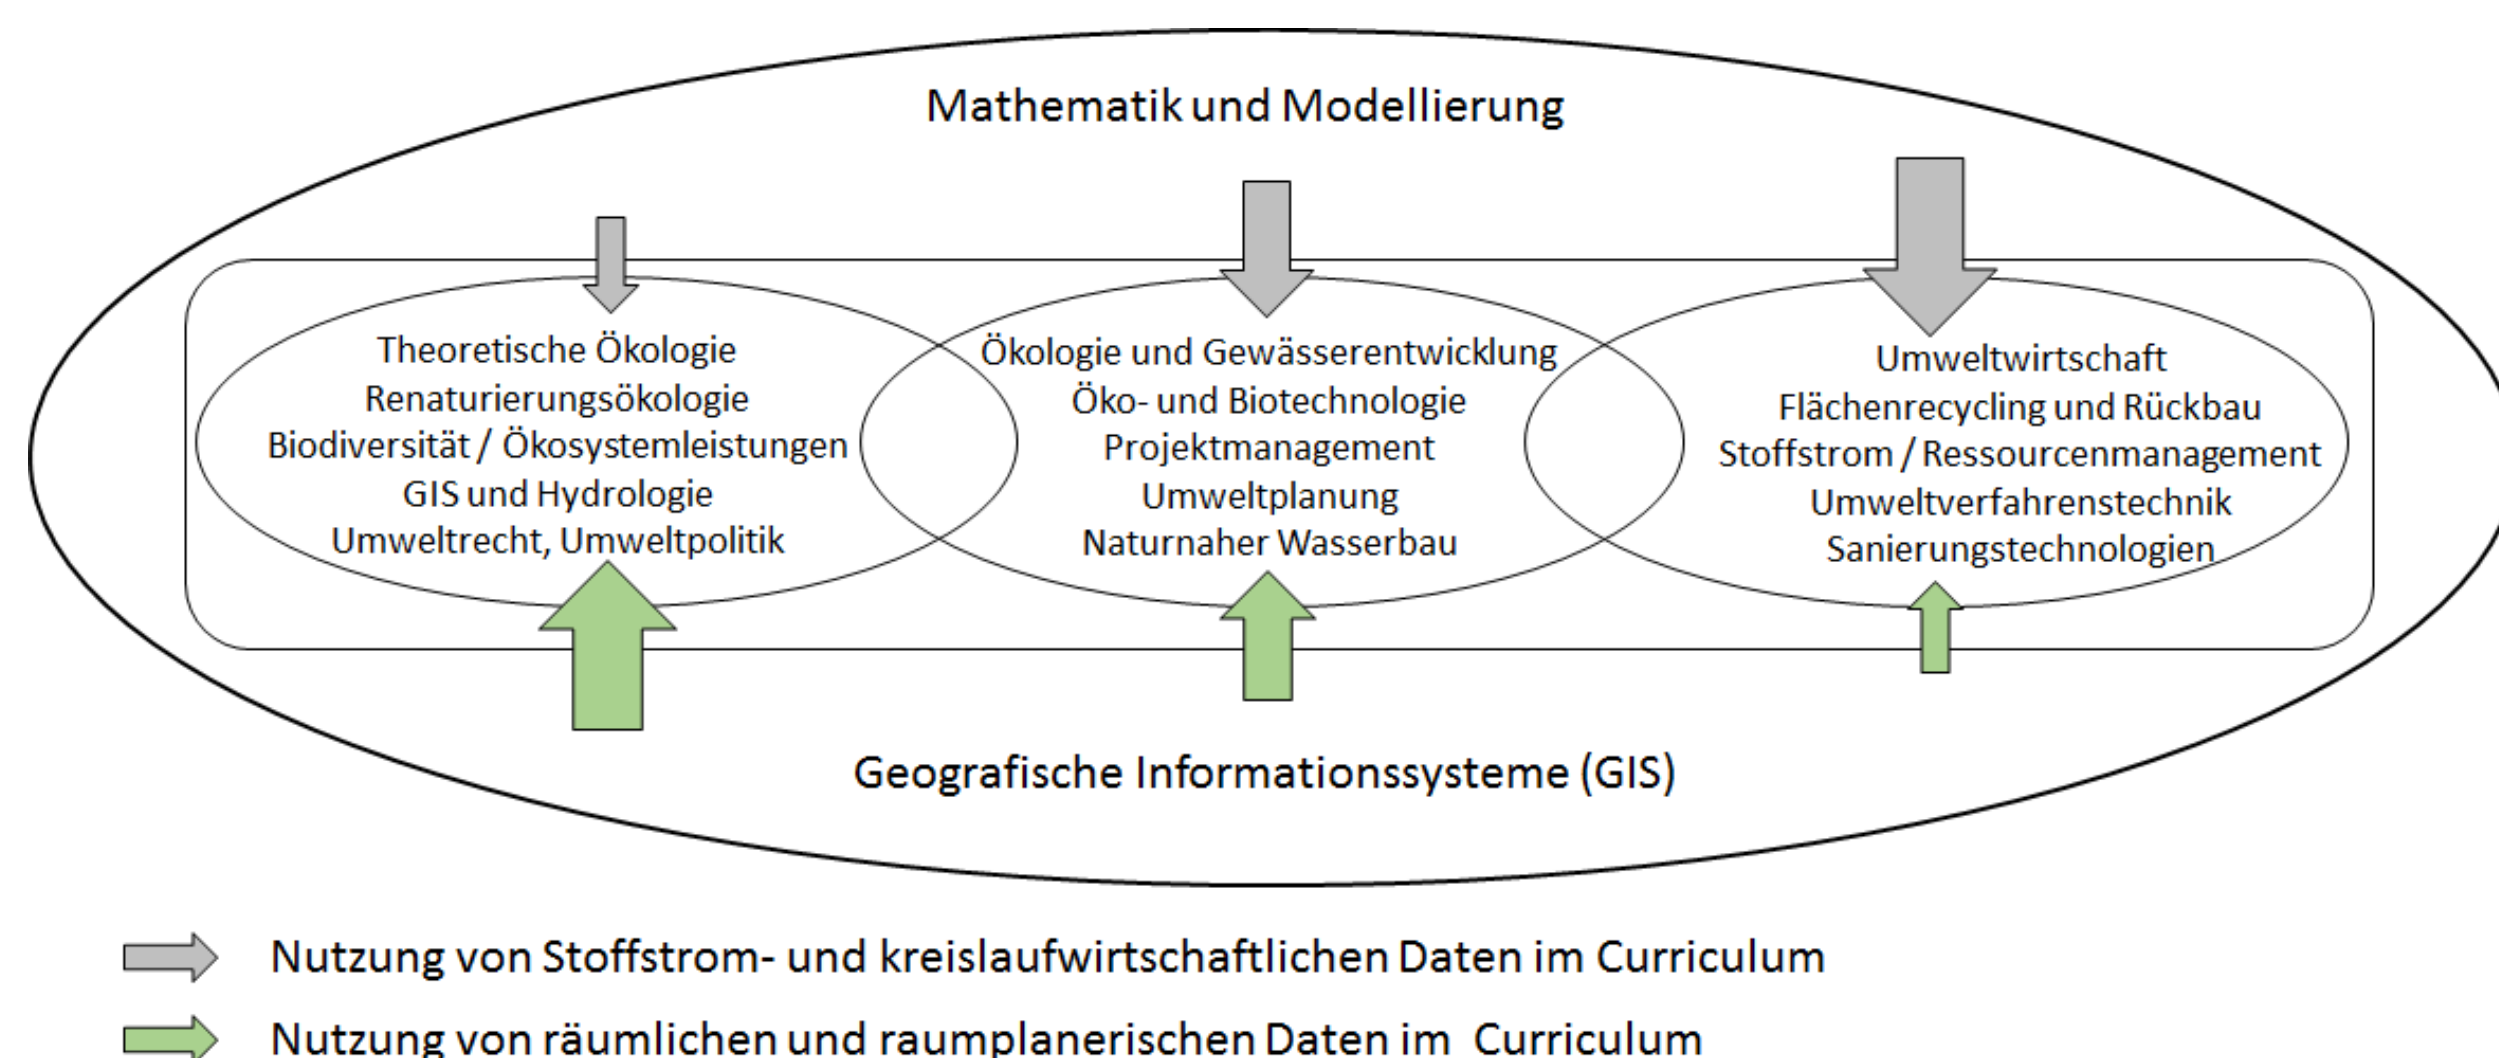 Mathematik und Modellierung
Theoretische Ökologie
Renaturierungsökologie
Biodiversität / Ökosystemleistungen
GIS und Hydrologie
Umweltrecht, Umweltpolitik
Ökologie und Gewässerentwicklung
Öko- und Biotechnologie
Projektmanagement
Umweltplanung
Naturnaher Wasserbau
Umweltwirtschaft
Flächenrecycling und Rückbau
Stoffstrom / Ressourcenmanagement
Umweltverfahrenstechnik
Sanierungstechnologien
Geografische Informationssysteme (GIS)
Nutzung von Stoffstrom- und kreislaufwirtschaftlichen Daten im Curriculum
Nutzung von räumlichen und raumplanerischen Daten im Curriculum